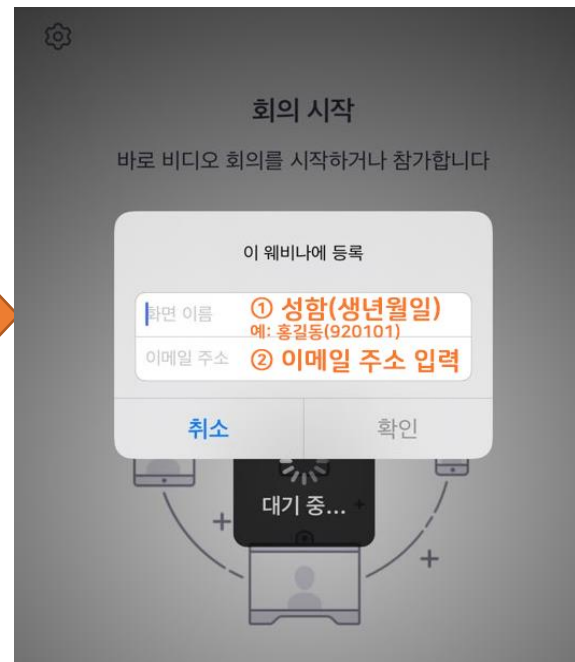 회의 시작
바로 비디오 회의를 시작하거나 참가합니다
이 웨비나에 등록
화면 이름 ① 성함(생년월일)
예: 홍길동(920101)
이메일 주소 ② 이메일 주소 입력
취소 확인
대기 중...